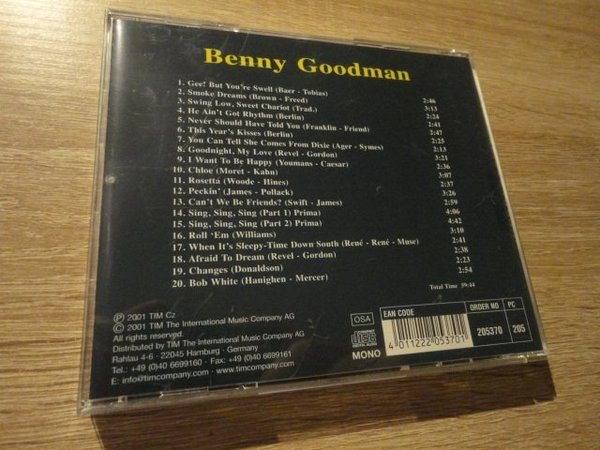 Benny Goodman
1. Gee! But You're Swell (Baer - Tobias) 2:46
2. Smoke Dreams (Brown - Freed) 3:13
3. Swing Low, Sweet Chariot (Trad.) 2:24
4. He Ain't Got Rhythm (Berlin) 2:41
5. Never Should Have Told You (Franklin - Friend) 2:47
6. This Year's Kisses (Berlin) 2:25
7. You Can Tell She Comes From Dixie (Ager - Symes) 2:13
8. Goodnight, My Love (Revel - Gordon) 3:21
9. I Want To Be Happy (Youmans - Caesar) 2:36
10. Chloe (Moret - Kahn) 3:07
11. Rosetta (Woode - Hines) 2:37
12. Peckin' (James - Pollack) 3:26
13. Can't We Be Friends? (Swift - James) 2:59
14. Sing, Sing, Sing (Part 1) Prima) 4:06
15. Sing, Sing, Sing (Part 2) Prima) 4:42
16. Roll 'Em (Williams) 3:10
17. When It's Sleepy-Time Down South (René - René - Muse) 2:41
18. Afraid To Dream (Revel - Gordon) 2:38
19. Changes (Donaldson) 2:23
20. Bob White (Hanighen - Mercer) 2:54
Total Time 59:44
℗ 2001 TIM Cz
© 2001 TIM The International Music Company AG
All rights reserved
Distributed by TIM The International Music Company AG
Rahlau 4-6 - 22045 Hamburg - Germany
Tel.: +49 (0)40 6699160 - Fax: +49 (0)40 6699161
E: info@timcompany.com - www.timcompany.com
OSA
COMPACT disc DIGITAL AUDIO
MONO
EAN CODE
4 011222 053701
ORDER NO
205370
PC
205